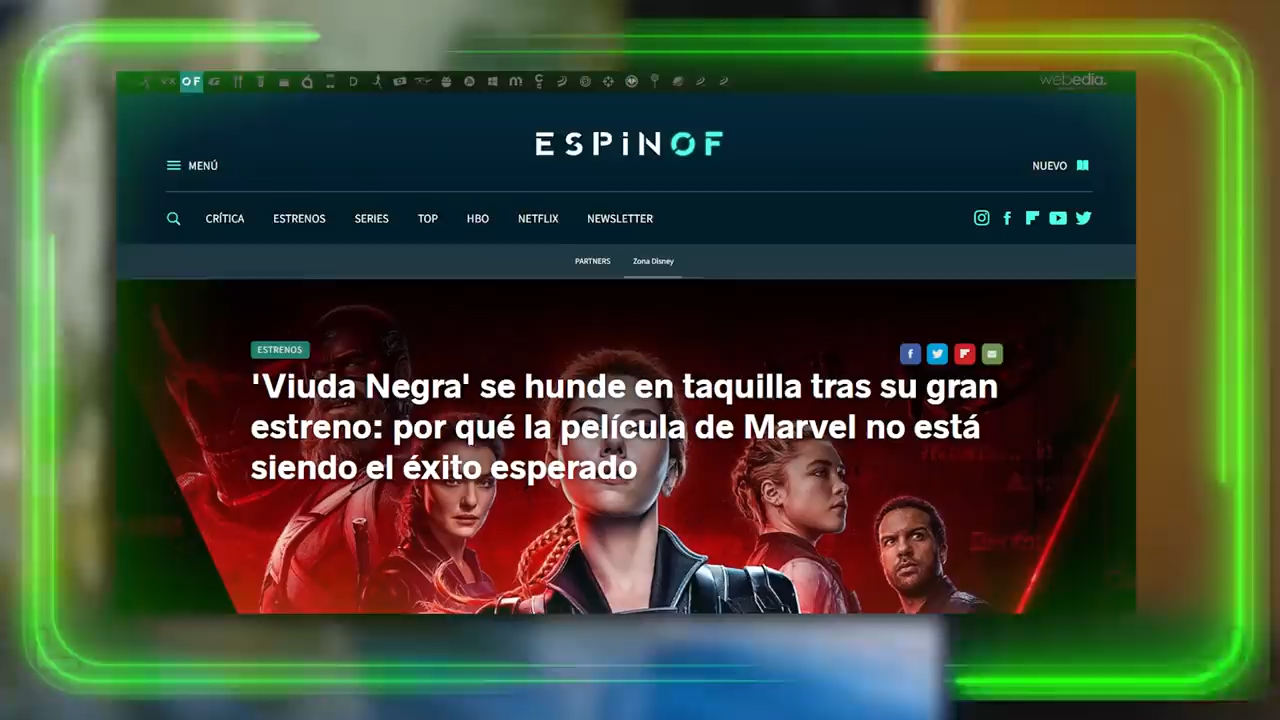 OF
webedia.
ESPiNOF
MENÚ
NUEVO
CRÍTICA ESTRENOS SERIES TOP HBO NETFLIX NEWSLETTER
PARTNERS Zona Disney
ESTRENOS
'Viuda Negra' se hunde en taquilla tras su gran
estreno: por qué la película de Marvel no está
siendo el éxito esperado